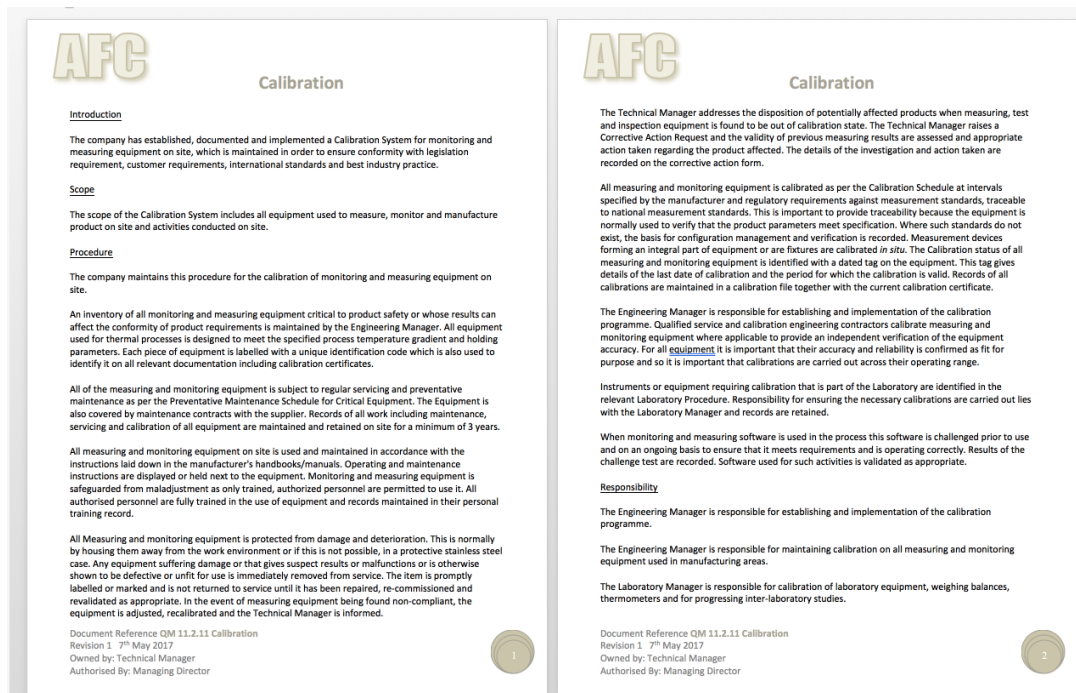 AFC
Calibration
Introduction
The company has established, documented and implemented a Calibration System for monitoring and
measuring equipment on site, which is maintained in order to ensure conformity with legislation
requirement, customer requirements, international standards and best industry practice.
Scope
The scope of the Calibration System includes all equipment used to measure, monitor and manufacture
product on site and activities conducted on site.
Procedure
The company maintains this procedure for the calibration of monitoring and measuring equipment on
site.
An inventory of all monitoring and measuring equipment critical to product safety or whose results can
affect the conformity of product requirements is maintained by the Engineering Manager. All equipment
used for thermal processes is designed to meet the specified process temperature gradient and holding
parameters. Each piece of equipment is labelled with a unique identification code which is also used to
identify it on all relevant documentation including calibration certificates.
All of the measuring and monitoring equipment is subject to regular servicing and preventative
maintenance as per the Preventative Maintenance Schedule for Critical Equipment. The Equipment is
also covered by maintenance contracts with the supplier. Records of all work including maintenance,
servicing and calibration of all equipment are maintained and retained on site for a minimum of 3 years.
All measuring and monitoring equipment on site is used and maintained in accordance with the
instructions laid down in the manufacturer's handbooks/manuals. Operating and maintenance
instructions are displayed or held next to the equipment. Monitoring and measuring equipment is
safeguarded from maladjustment as only trained, authorized personnel are permitted to use it. All
authorised personnel are fully trained in the use of equipment and records maintained in their personal
training record.
All Measuring and monitoring equipment is protected from damage and deterioration. This is normally
by housing them away from the work environment or if this is not possible, in a protective stainless steel
case. Any equipment suffering damage or that gives suspect results or malfunctions or is otherwise
shown to be defective or unfit for use is immediately removed from service. The item is promptly
labelled or marked and is not returned to service until it has been repaired, re-commissioned and
revalidated as appropriate. In the event of measuring equipment being found non-compliant, the
equipment is adjusted, recalibrated and the Technical Manager is informed.
Document Reference QM 11.2.11 Calibration
Revision 1 7th May 2017
Owned by: Technical Manager
Authorised By: Managing Director
1
AFC
Calibration
The Technical Manager addresses the disposition of potentially affected products when measuring, test
and inspection equipment is found to be out of calibration state. The Technical Manager raises a
Corrective Action Request and the validity of previous measuring results are assessed and appropriate
action taken regarding the product affected. The details of the investigation and action taken are
recorded on the corrective action form.
All measuring and monitoring equipment is calibrated as per the Calibration Schedule at intervals
specified by the manufacturer and regulatory requirements against measurement standards, traceable
to national measurement standards. This is important to provide traceability because the equipment is
normally used to verify that the product parameters meet specification. Where such standards do not
exist, the basis for configuration management and verification is recorded. Measurement devices
forming an integral part of equipment or are fixtures are calibrated in situ. The Calibration status of all
measuring and monitoring equipment is identified with a dated tag on the equipment. This tag gives
details of the last date of calibration and the period for which the calibration is valid. Records of all
calibrations are maintained in a calibration file together with the current calibration certificate.
The Engineering Manager is responsible for establishing and implementation of the calibration
programme. Qualified service and calibration engineering contractors calibrate measuring and
monitoring equipment where applicable to provide an independent verification of the equipment
accuracy. For all equipment it is important that their accuracy and reliability is confirmed as fit for
purpose and so it is important that calibrations are carried out across their operating range.
Instruments or equipment requiring calibration that is part of the Laboratory are identified in the
relevant Laboratory Procedure. Responsibility for ensuring the necessary calibrations are carried out lies
with the Laboratory Manager and records are retained.
When monitoring and measuring software is used in the process this software is challenged prior to use
and on an ongoing basis to ensure that it meets requirements and is operating correctly. Results of the
challenge test are recorded. Software used for such activities is validated as appropriate.
Responsibility
The Engineering Manager is responsible for establishing and implementation of the calibration
programme.
The Engineering Manager is responsible for maintaining calibration on all measuring and monitoring
equipment used in manufacturing areas.
The Laboratory Manager is responsible for calibration of laboratory equipment, weighing balances,
thermometers and for progressing inter-laboratory studies.
Document Reference QM 11.2.11 Calibration
Revision 1 7th May 2017
Owned by: Technical Manager
Authorised By: Managing Director
2